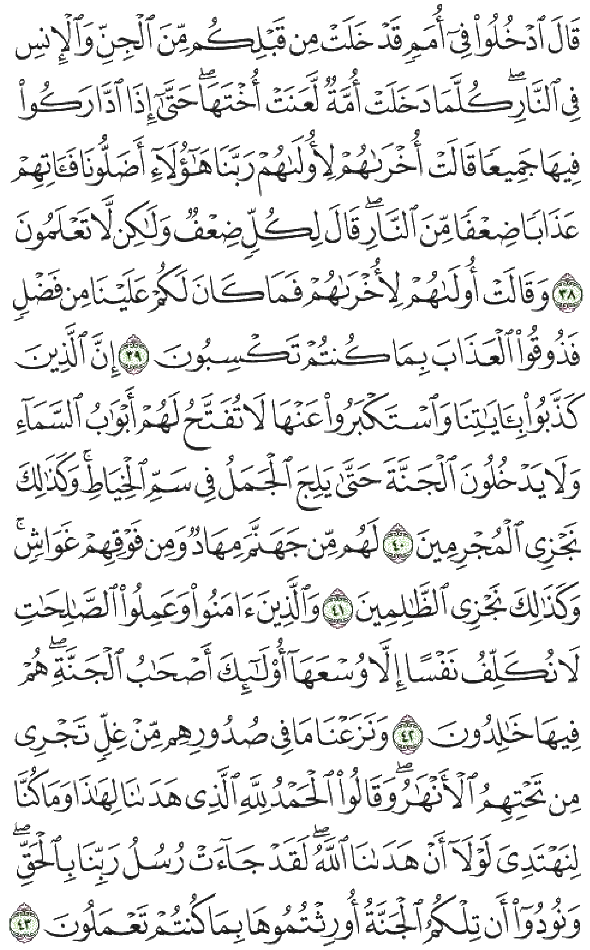 قَالَ ٱدْخُلُوا۟ فِىٓ أُمَمٍ قَدْ خَلَتْ مِن قَبْلِكُم مِّنَ ٱلْجِنِّ وَٱلْإِنسِ
فِى ٱلنَّارِ ۖ كُلَّمَا دَخَلَتْ أُمَّةٌ لَّعَنَتْ أُخْتَهَا ۖ حَتَّىٰٓ إِذَا ٱدَّارَكُوا۟
فِيهَا جَمِيعًا قَالَتْ أُخْرَىٰهُمْ لِأُولَىٰهُمْ رَبَّنَا هَٰٓؤُلَآءِ أَضَلُّونَا فَـَٔاتِهِمْ
عَذَابًا ضِعْفًا مِّنَ ٱلنَّارِ ۖ قَالَ لِكُلٍّ ضِعْفٌ وَلَٰكِن لَّا تَعْلَمُونَ
٣٨ وَقَالَتْ أُولَىٰهُمْ لِأُخْرَىٰهُمْ فَمَا كَانَ لَكُمْ عَلَيْنَا مِن فَضْلٍ
فَذُوقُوا۟ ٱلْعَذَابَ بِمَا كُنتُمْ تَكْسِبُونَ ٣٩ إِنَّ ٱلَّذِينَ
كَذَّبُوا۟ بِـَٔايَٰتِنَا وَٱسْتَكْبَرُوا۟ عَنْهَا لَا تُفَتَّحُ لَهُمْ أَبْوَٰبُ ٱلسَّمَآءِ
وَلَا يَدْخُلُونَ ٱلْجَنَّةَ حَتَّىٰ يَلِجَ ٱلْجَمَلُ فِى سَمِّ ٱلْخِيَاطِ ۚ وَكَذَٰلِكَ
نَجْزِى ٱلْمُجْرِمِينَ ٤٠ لَهُم مِّن جَهَنَّمَ مِهَادٌ وَمِن فَوْقِهِمْ غَوَاشٍ ۚ
وَكَذَٰلِكَ نَجْزِى ٱلظَّٰلِمِينَ ٤١ وَٱلَّذِينَ ءَامَنُوا۟ وَعَمِلُوا۟ ٱلصَّٰلِحَٰتِ
لَا نُكَلِّفُ نَفْسًا إِلَّا وُسْعَهَآ أُو۟لَٰٓئِكَ أَصْحَٰبُ ٱلْجَنَّةِ ۖ هُمْ
فِيهَا خَٰلِدُونَ ٤٢ وَنَزَعْنَا مَا فِى صُدُورِهِم مِّنْ غِلٍّ تَجْرِى
مِن تَحْتِهِمُ ٱلْأَنْهَٰرُ ۖ وَقَالُوا۟ ٱلْحَمْدُ لِلَّهِ ٱلَّذِى هَدَىٰنَا لِهَٰذَا وَمَا كُنَّا
لِنَهْتَدِىَ لَوْلَآ أَنْ هَدَىٰنَا ٱللَّهُ ۖ لَقَدْ جَآءَتْ رُسُلُ رَبِّنَا بِٱلْحَقِّ ۖ
وَنُودُوٓا۟ أَن تِلْكُمُ ٱلْجَنَّةُ أُورِثْتُمُوهَا بِمَا كُنتُمْ تَعْمَلُونَ ٤٣